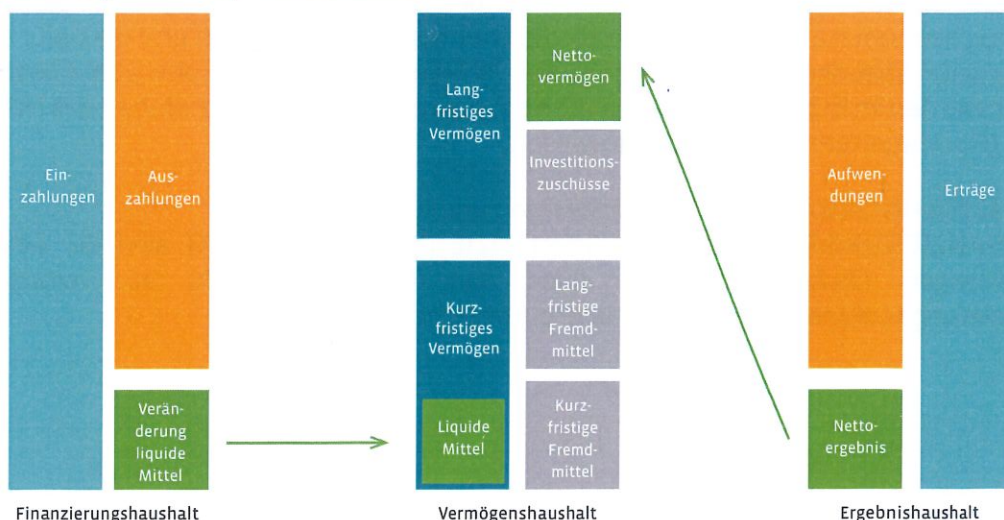 Ein-
zahlungen
Aus-
zahlungen
Verän-
derung
liquide
Mittel
Finanzierungshaushalt
Lang-
fristiges
Vermögen
Kurz-
fristiges
Vermögen
Liquide
Mittel
Netto-
vermögen
Investitions-
zuschüsse
Lang-
fristige
Fremd-
mittel
Kurz-
fristige
Fremd-
mittel
Vermögenshaushalt
Aufwen-
dungen
Netto-
ergebnis
Erträge
Ergebnishaushalt